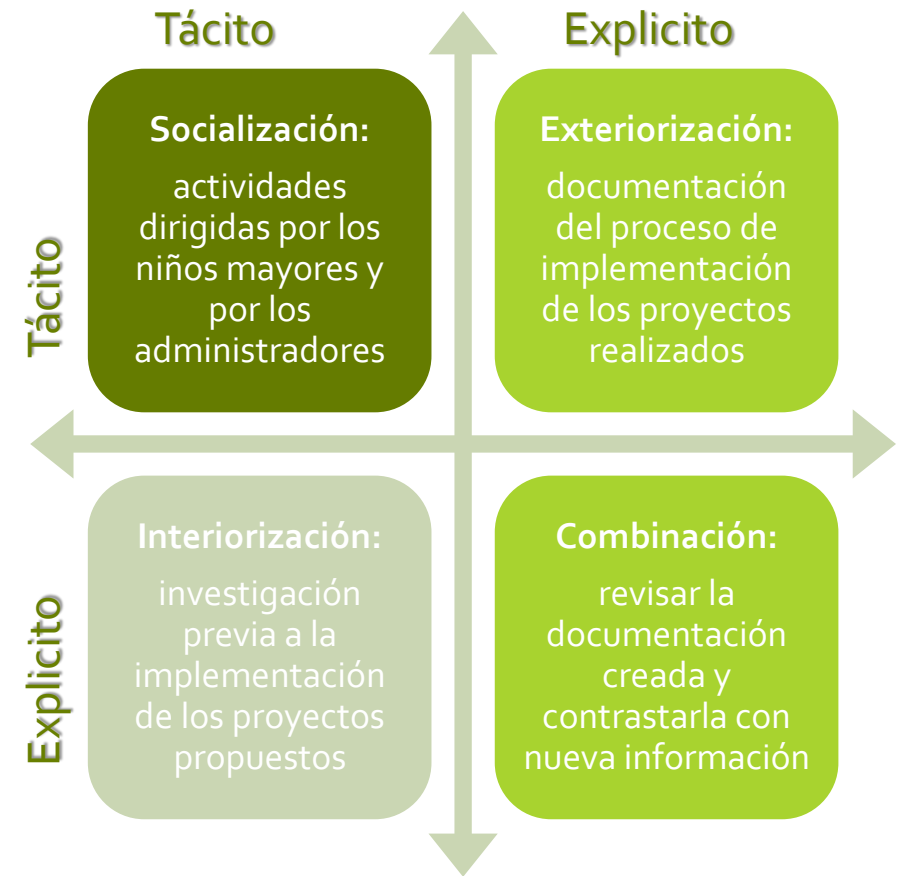 Tácito
Explicito
Tácito
Socialización:
actividades
dirigidas por los
niños mayores y
por los
administradores
Exteriorización:
documentación
del proceso de
implementación
de los proyectos
realizados
Explicito
Interiorización:
investigación
previa a la
implementación
de los proyectos
propuestos
Combinación:
revisar la
documentación
creada y
contrastarla con
nueva información